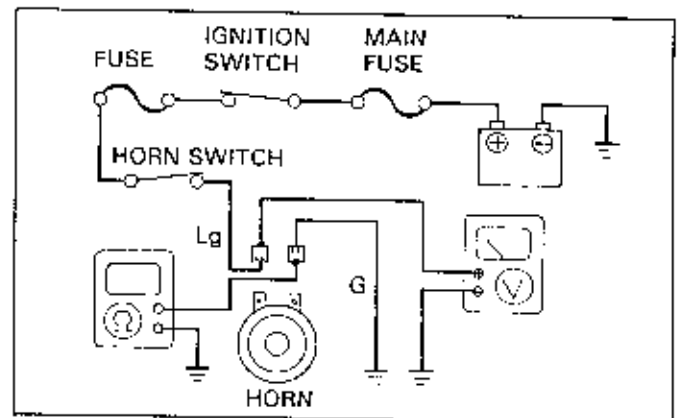 FUSE
IGNITION SWITCH
MAIN FUSE
HORN SWITCH
Lg
G
Ω
V
HORN